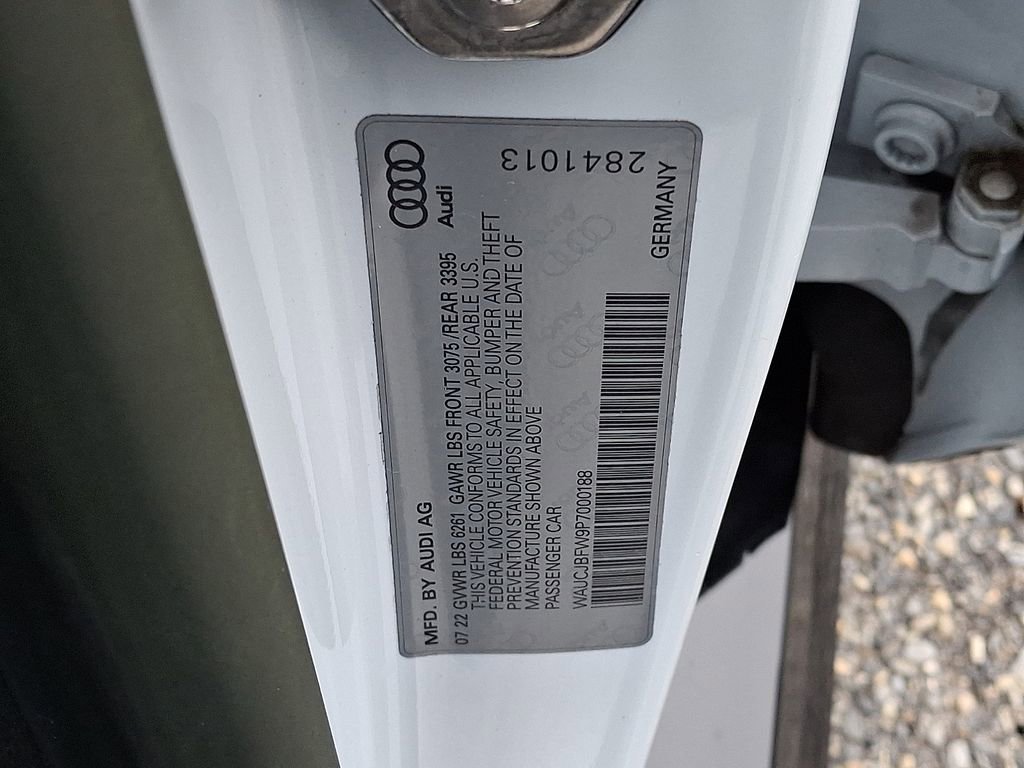 Audi
MFD. BY AUDI AG
07 22 GVWR LBS 6261 GAWR LBS FRONT 3075 /REAR 3395
THIS VEHICLE CONFORMS TO ALL APPLICABLE U.S.
FEDERAL MOTOR VEHICLE SAFETY, BUMPER AND THEFT
PREVENTION STANDARDS IN EFFECT ON THE DATE OF
MANUFACTURE SHOWN ABOVE
PASSENGER CAR
2841013
WAUCJBFW9P7000188
GERMANY